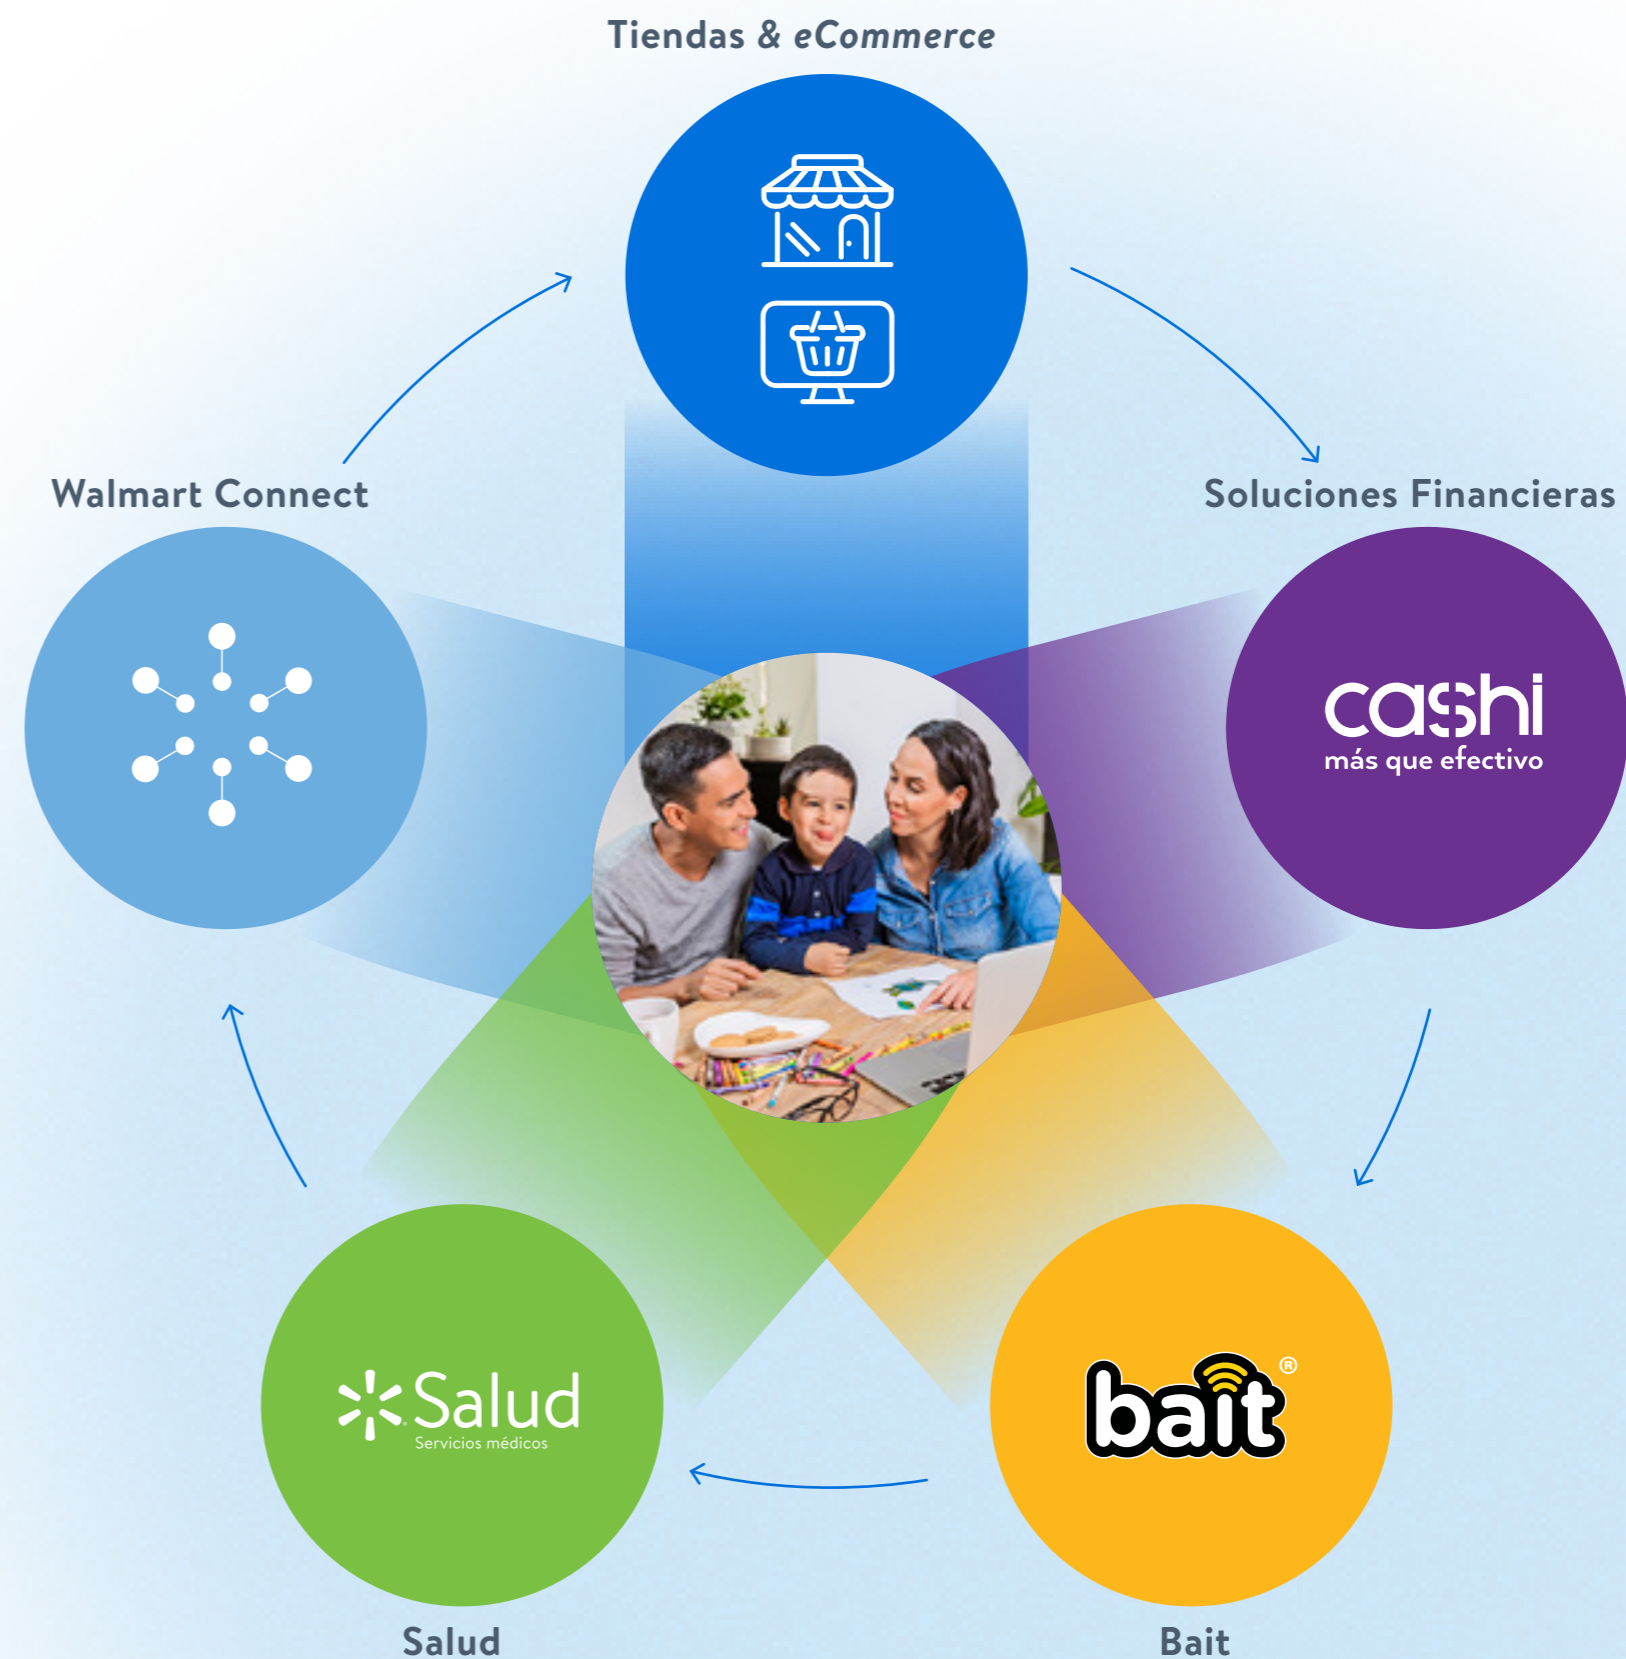 Tiendas & eCommerce
Walmart Connect
Soluciones Financieras
cashi
más que efectivo
Salud
Servicios médicos
bait®
Salud
Bait